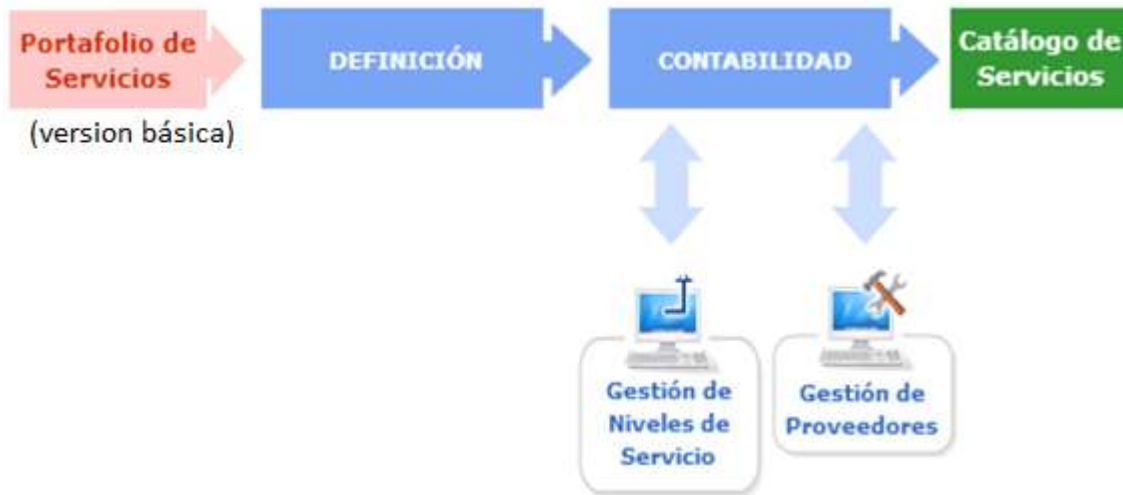 Portafolio de
Servicios
(version básica)
DEFINICIÓN
CONTABILIDAD
Catálogo de
Servicios
Gestión de
Niveles de
Servicio
Gestión de
Proveedores